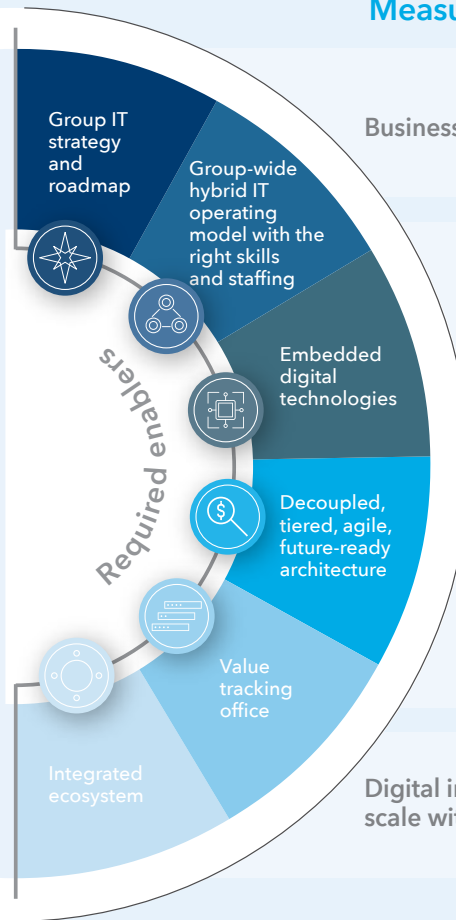 Measu
Business
Group IT
strategy
and
roadmap
Group-wide
hybrid IT
operating
model with the
right skills
and staffing
Embedded
digital
technologies
Required enablers
Decoupled,
tiered, agile,
future-ready
architecture
Value
tracking
office
Integrated
ecosystem
Digital i
scale wit